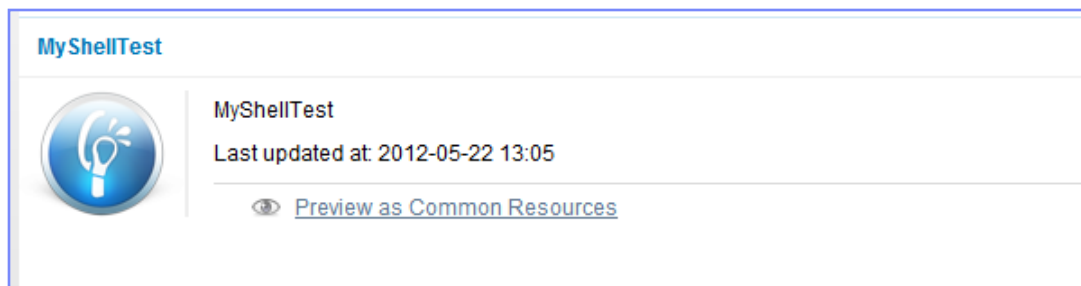 MyShellTest
MyShellTest
Last updated at: 2012-05-22 13:05
Preview as Common Resources